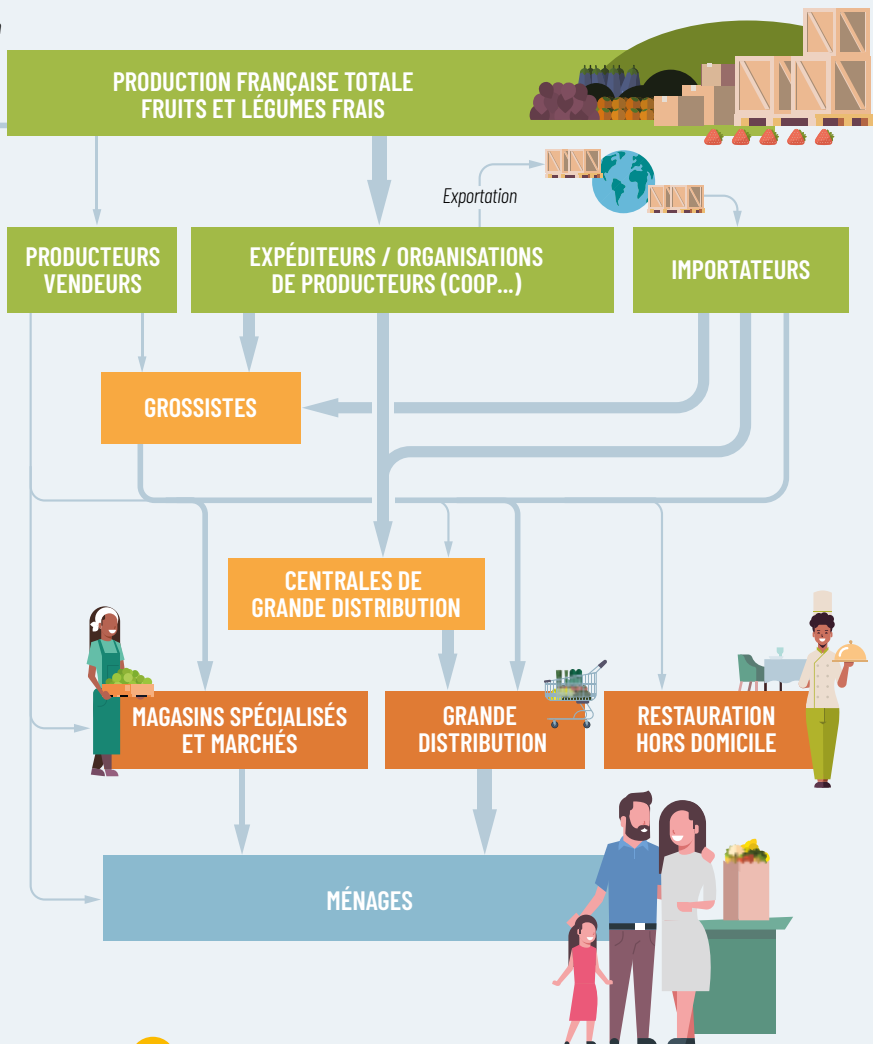 PRODUCTION FRANÇAISE TOTALE
FRUITS ET LÉGUMES FRAIS
Exportation
PRODUCTEURS
VENDEURS
EXPÉDITEURS / ORGANISATIONS
DE PRODUCTEURS (COOP...)
IMPORTATEURS
GROSSISTES
CENTRALES DE
GRANDE DISTRIBUTION
MAGASINS SPÉCIALISÉS
ET MARCHÉS
GRANDE
DISTRIBUTION
RESTAURATION
HORS DOMICILE
MÉNAGES